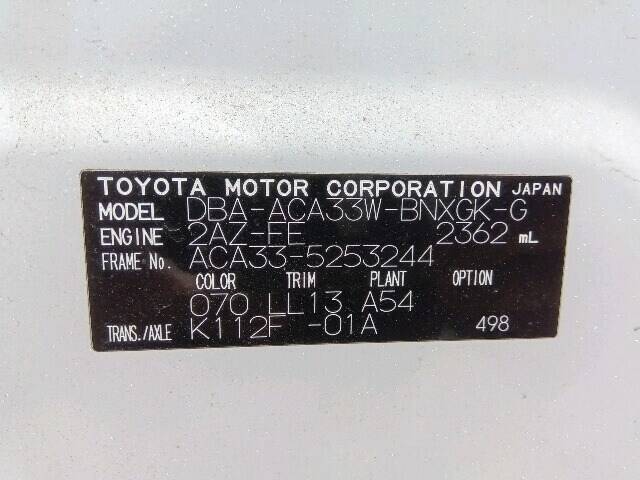 TOYOTA MOTOR CORPORATION JAPAN
MODEL DBA-ACA33W-BNXGK-G
ENGINE 2AZ-FE 2362 mL
FRAME No. ACA33-5253244
COLOR TRIM PLANT OPTION
070 LL13 A54
TRANS./AXLE K112F -01A 498